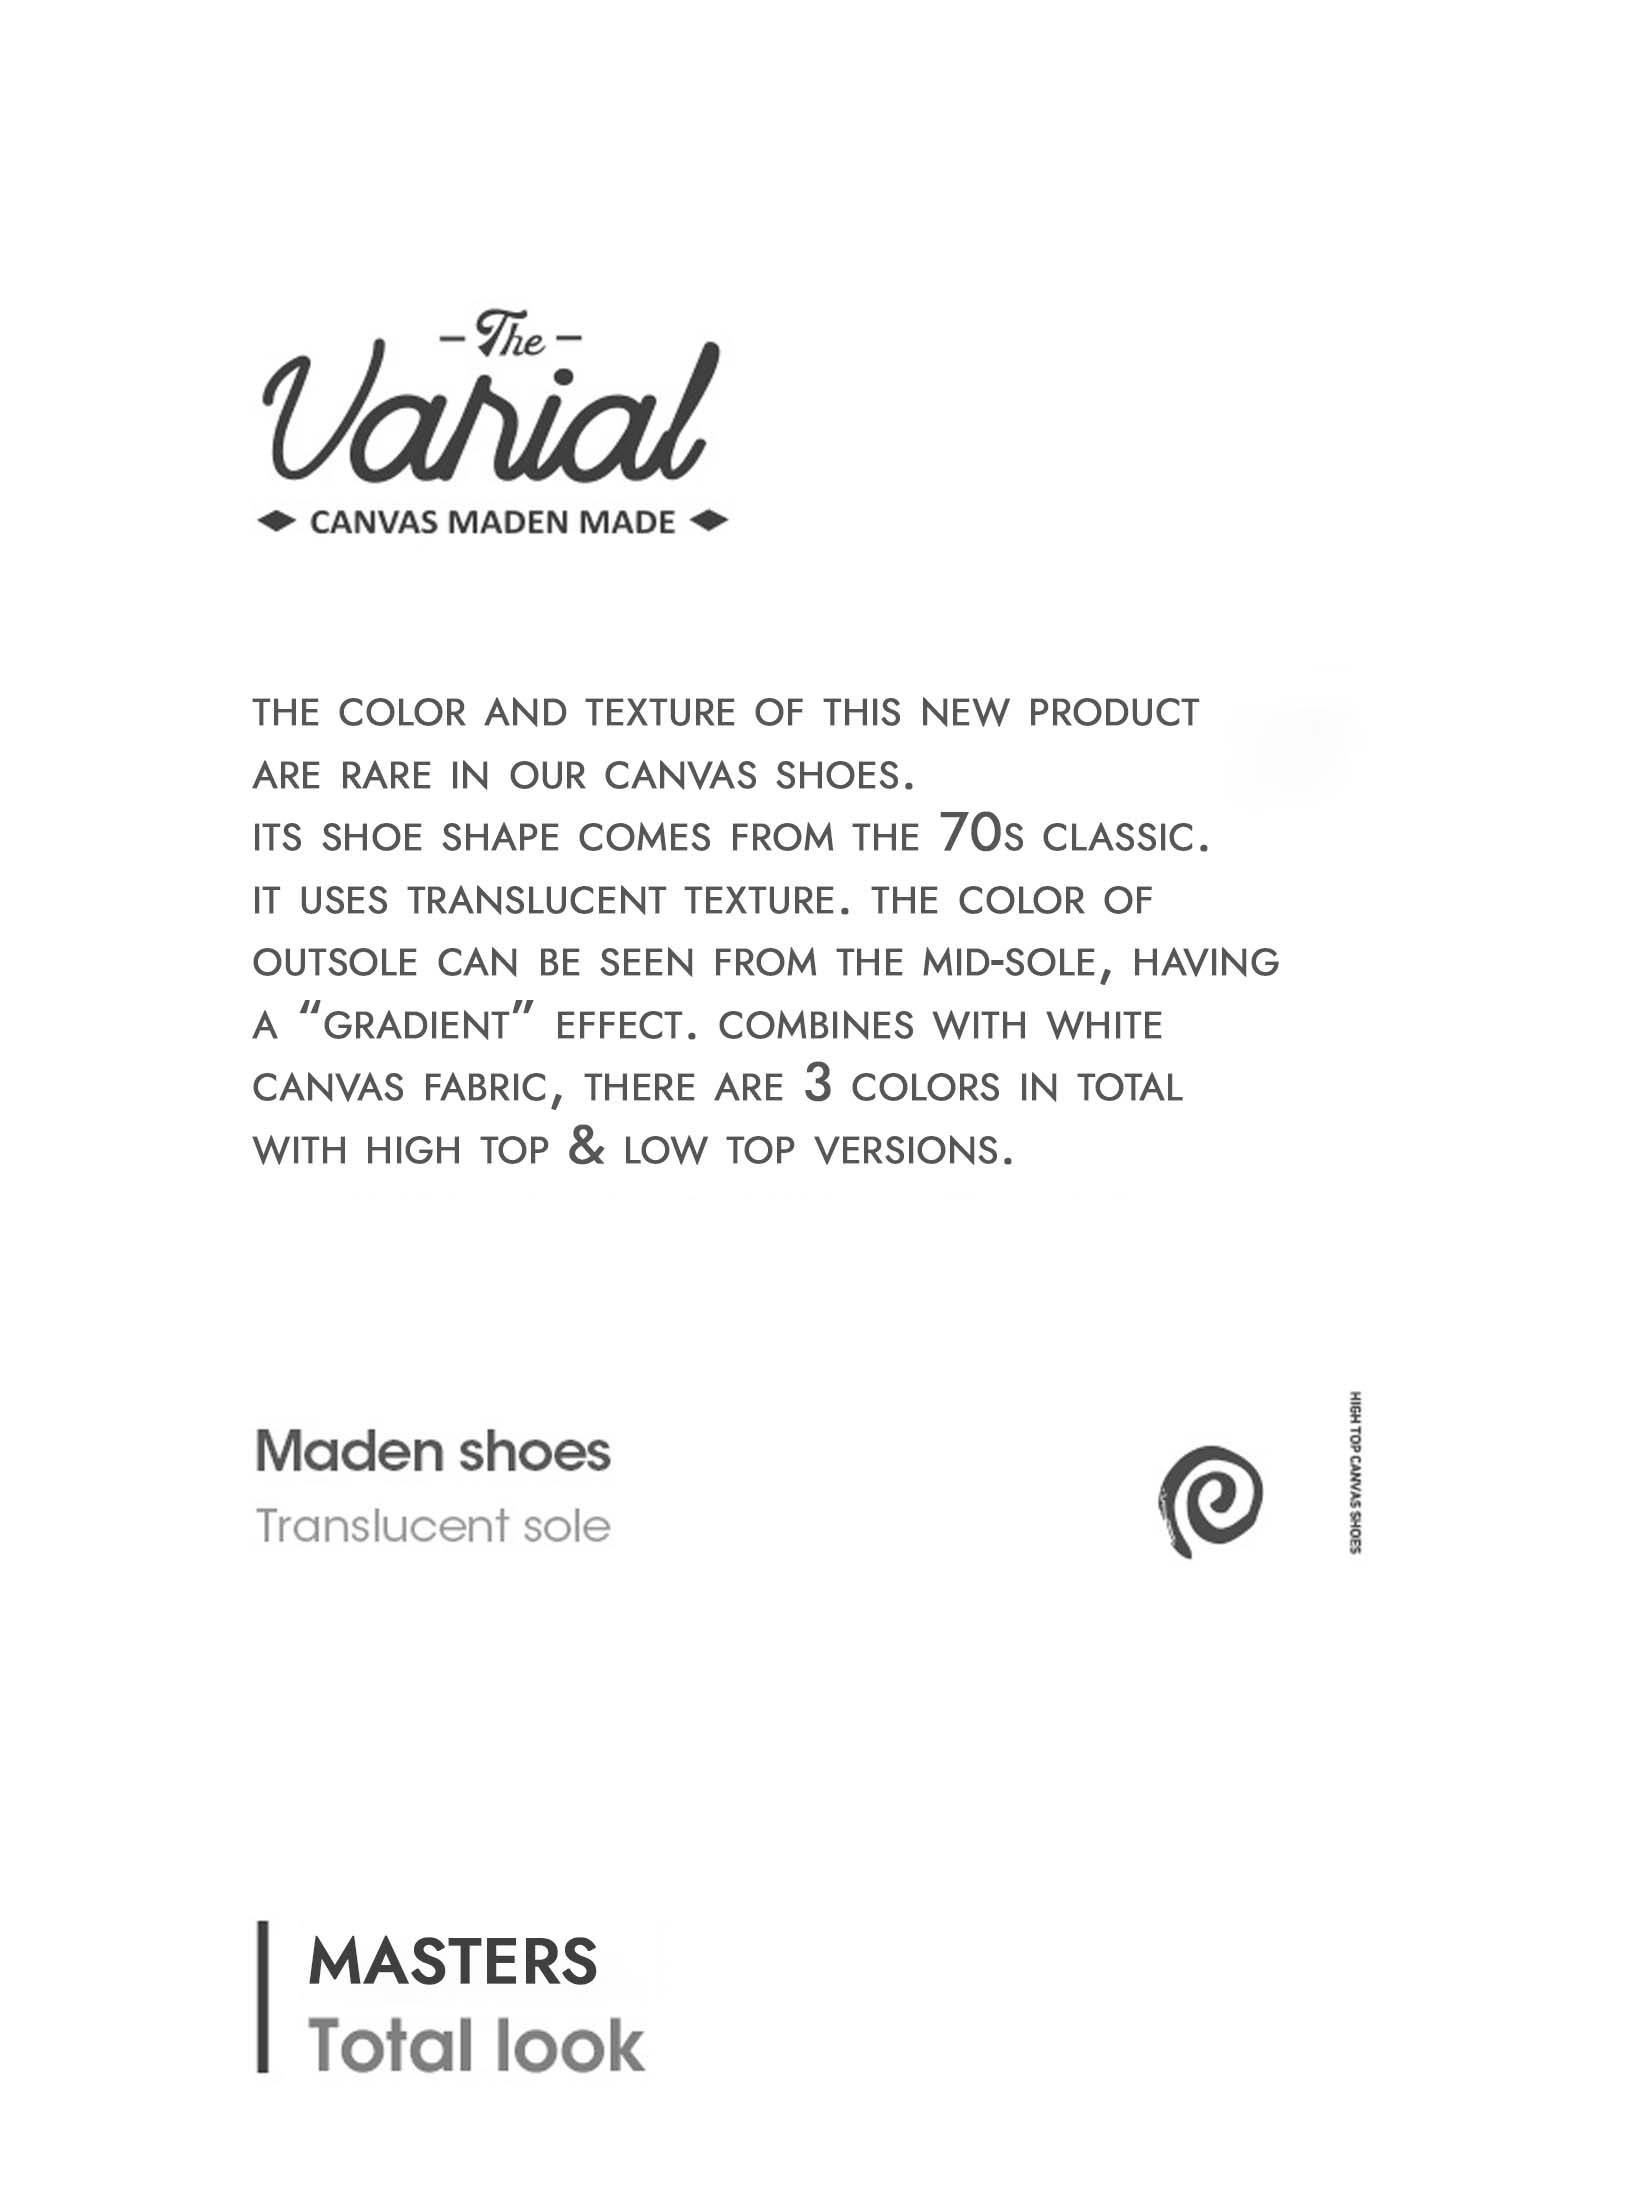 - The -
Varial
CANVAS MADEN MADE
THE COLOR AND TEXTURE OF THIS NEW PRODUCT
ARE RARE IN OUR CANVAS SHOES.
ITS SHOE SHAPE COMES FROM THE 70S CLASSIC.
IT USES TRANSLUCENT TEXTURE. THE COLOR OF
OUTSOLE CAN BE SEEN FROM THE MID-SOLE, HAVING
A “GRADIENT” EFFECT. COMBINES WITH WHITE
CANVAS FABRIC, THERE ARE 3 COLORS IN TOTAL
WITH HIGH TOP & LOW TOP VERSIONS.
Maden shoes
Translucent sole
HIGH TOP CANVAS SHOES
MASTERS
Total look